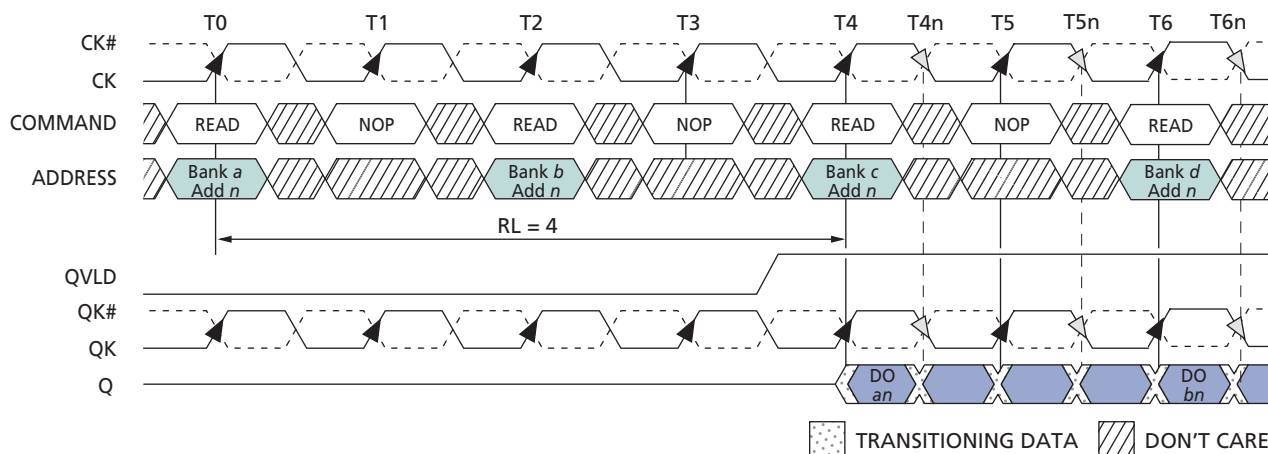 T0 T1 T2 T3 T4 T4n T5 T5n T6 T6n
CK#
CK
COMMAND READ NOP READ NOP READ NOP READ
ADDRESS Bank a Add n Bank b Add n Bank c Add n Bank d Add n
RL = 4
QVLD
QK#
QK
Q DO an DO bn
TRANSITIONING DATA DON'T CARE